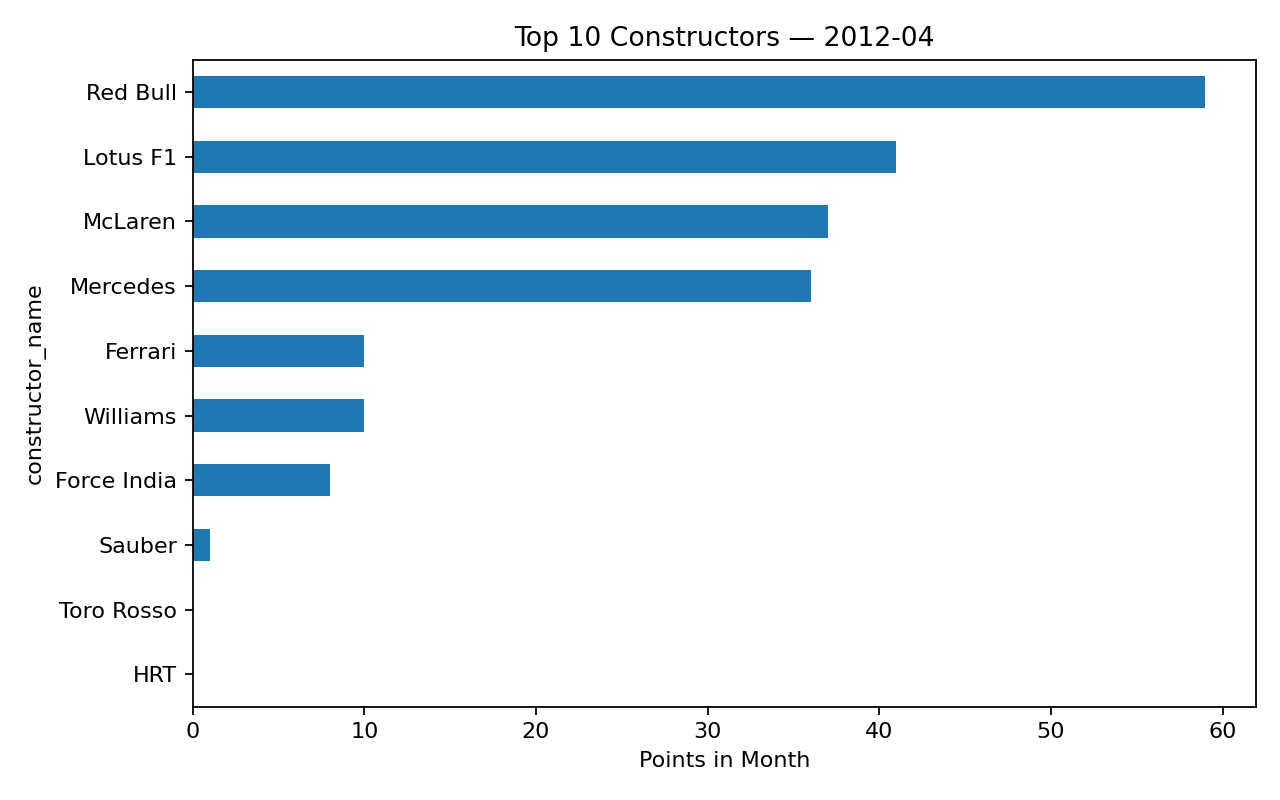 Top 10 Constructors — 2012-04
Red Bull
Lotus F1
McLaren
Mercedes
Ferrari
Williams
Force India
Sauber
Toro Rosso
HRT
constructor_name
0 10 20 30 40 50 60
Points in Month